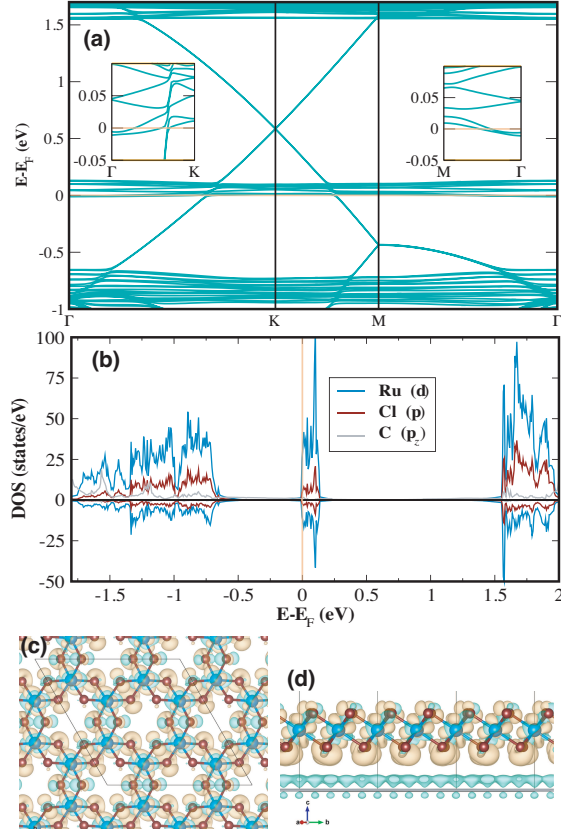 (a)
1.5
1
0.5
0
-0.5
-1
E-E_F (eV)
0.05
0
-0.05
Γ K
0.05
0
-0.05
M Γ
Γ K M Γ
(b)
100
75
50
25
0
-25
-50
DOS (states/eV)
Ru (d)
Cl (p)
C (p_z)
-1.5 -1 -0.5 0 0.5 1 1.5 2
E-E_F (eV)
(c)
(d)
c
a b